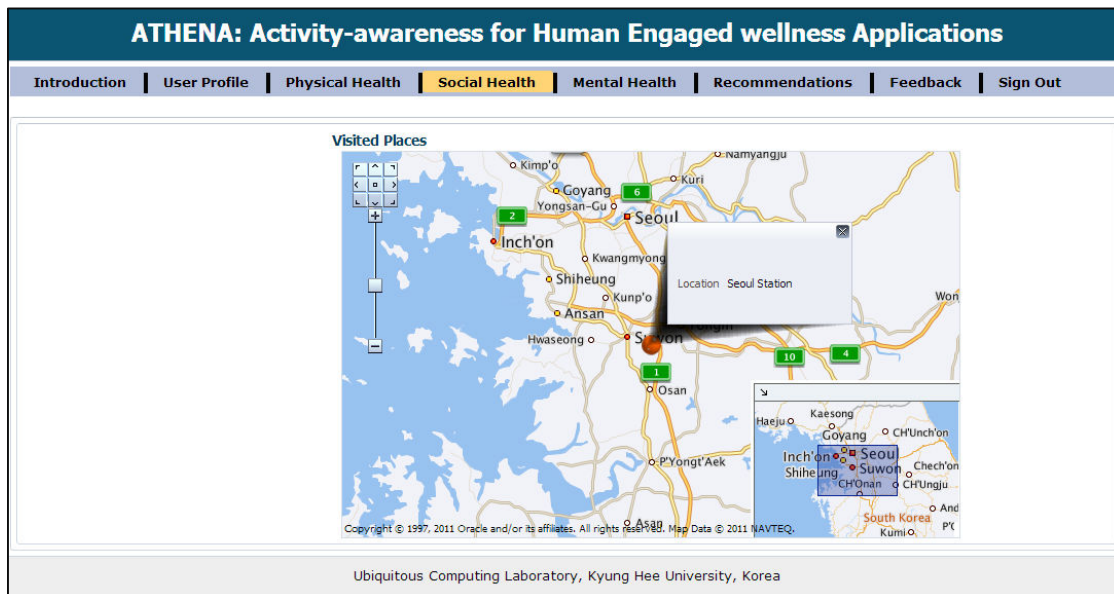 ATHENA: Activity-awareness for Human Engaged wellness Applications
Introduction User Profile Physical Health Social Health Mental Health Recommendations Feedback Sign Out
Visited Places
Kimp'o
Namyangju
Kuri
Goyang
6
Yongsan-Gu
2
Seoul
Inch'on
Kwangmyong
Shiheung
Location Seoul Station
Kunp'o
Won
Ansan
Hwaseong
Suwon
10
4
1
Osan
Haeju
Kaesong
Goyang
CH'Unch'on
Inch'on
Seoul
Shiheung
Suwon
Chech'on
CH'Onan
CH'Ungju
P'Yongt'Aek
South Korea
And
Asan
Kumi
P'(
Copyright © 1997, 2011 Oracle and/or its affiliates. All rights reserved. Map Data © 2011 NAVTEQ.
Ubiquitous Computing Laboratory, Kyung Hee University, Korea